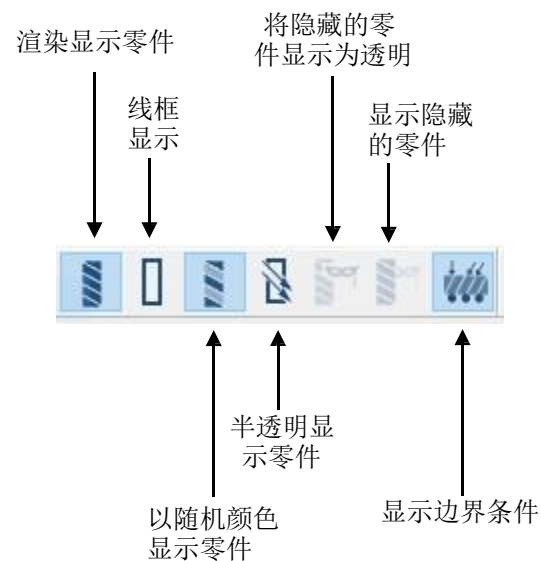 渲染显示零件
线框
显示
将隐藏的零
件显示为透明
显示隐藏
的零件
半透明显
示零件
以随机颜色
显示零件
显示边界条件